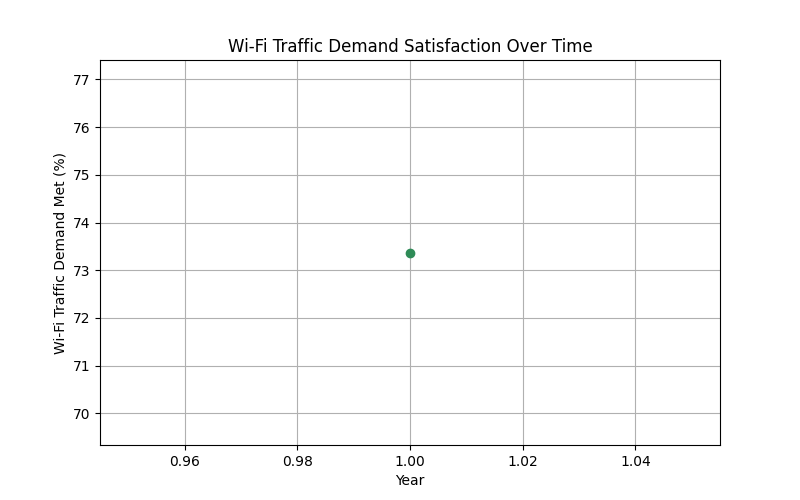 Wi-Fi Traffic Demand Satisfaction Over Time
Wi-Fi Traffic Demand Met (%)
77
76
75
74
73
72
71
70
0.96 0.98 1.00 1.02 1.04
Year